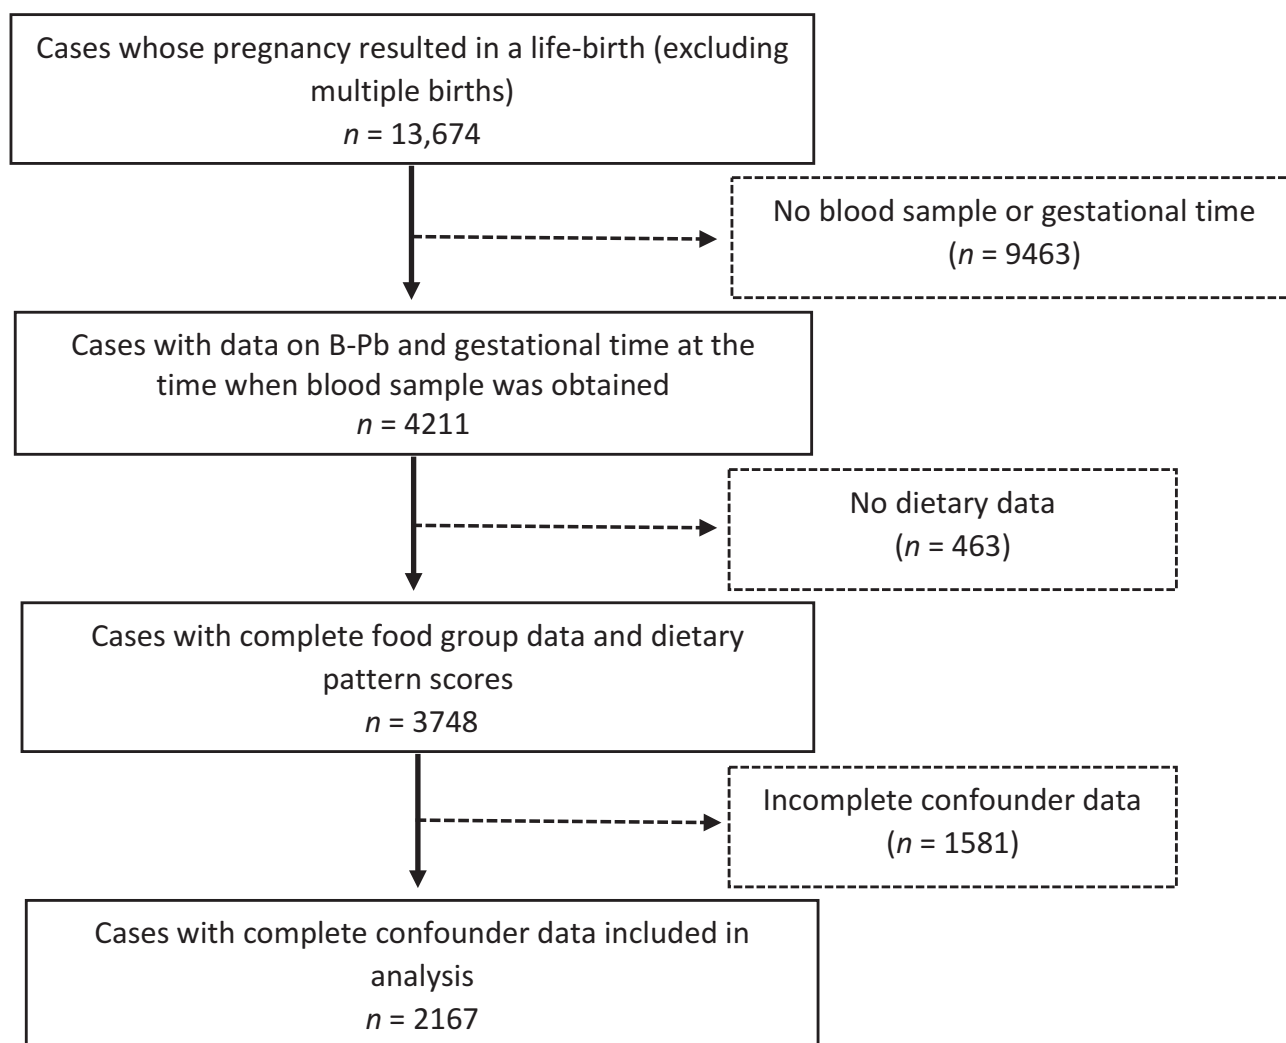 Cases whose pregnancy resulted in a life-birth (excluding
multiple births)
n = 13,674
No blood sample or gestational time
(n = 9463)
Cases with data on B-Pb and gestational time at the
time when blood sample was obtained
n = 4211
No dietary data
(n = 463)
Cases with complete food group data and dietary
pattern scores
n = 3748
Incomplete confounder data
(n = 1581)
Cases with complete confounder data included in
analysis
n = 2167